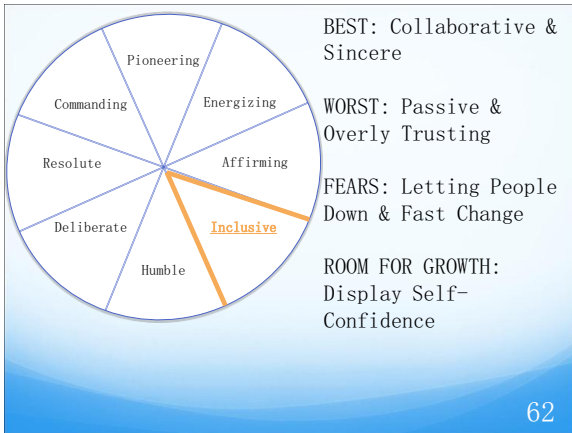 Pioneering
Energizing
Affirming
Inclusive
Humble
Deliberate
Resolute
Commanding
BEST: Collaborative &
Sincere
WORST: Passive &
Overly Trusting
FEARS: Letting People
Down & Fast Change
ROOM FOR GROWTH:
Display Self-
Confidence
62